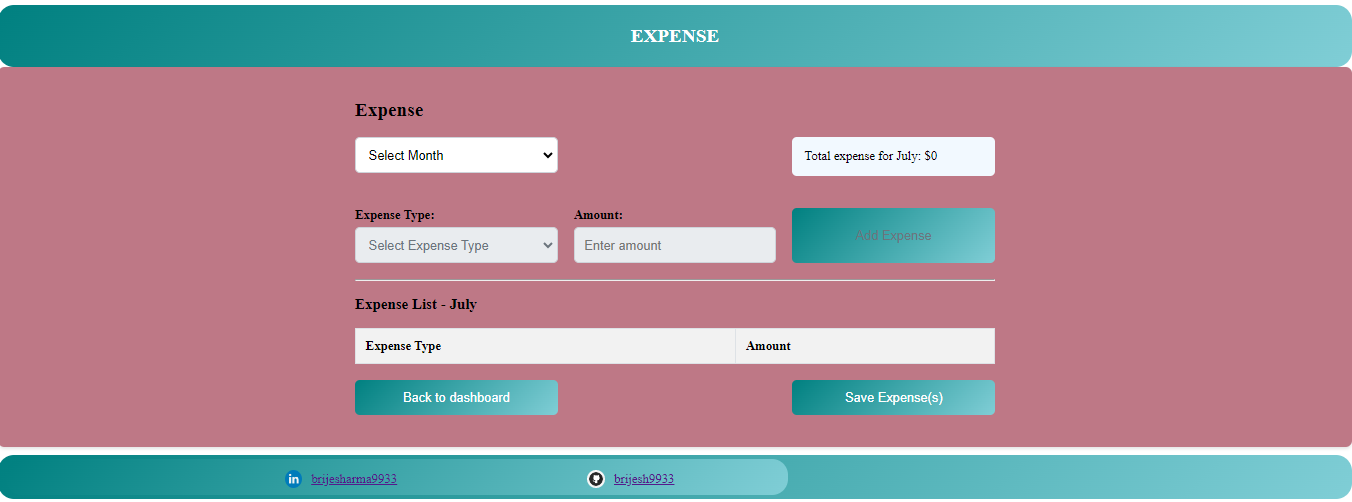 EXPENSE
Expense
Select Month
Total expense for July: $0
Expense Type:
Amount:
Select Expense Type
Enter amount
Add Expense
Expense List - July
Expense Type
Amount
Back to dashboard
Save Expense(s)
in
brijesharma9933
brijesh9933